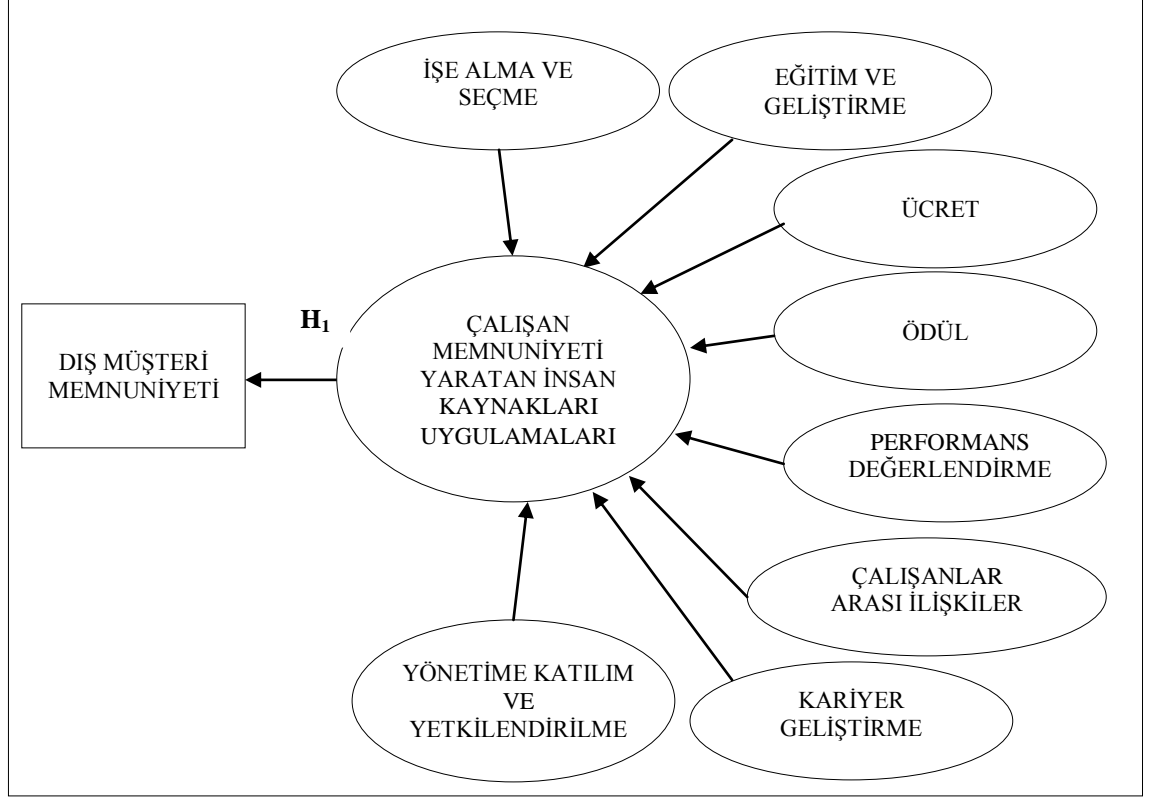 İŞE ALMA VE
SEÇME
EĞİTİM VE
GELİŞTİRME
ÜCRET
ÖDÜL
PERFORMANS
DEĞERLENDİRME
ÇALIŞANLAR
ARASI İLİŞKİLER
KARİYER
GELİŞTİRME
YÖNETİME KATILIM
VE
YETKİLENDİRİLME
ÇALIŞAN
MEMNUNİYETİ
YARATAN İNSAN
KAYNAKLARI
UYGULAMALARI
H₁
DIŞ MÜŞTERİ
MEMNUNİYETİ